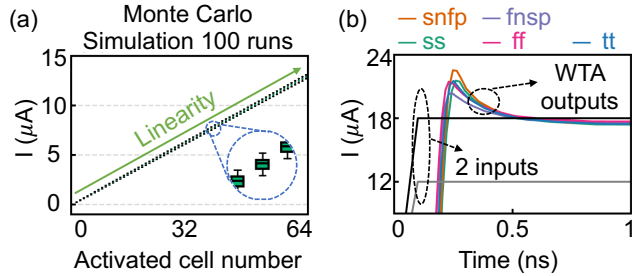 (a)
Monte Carlo
Simulation 100 runs
15
10
5
0
I (μA)
Linearity
0
32
64
Activated cell number
(b)
snfp
fnsp
ss
ff
tt
24
18
12
I (μA)
WTA
outputs
2 inputs
0
0.5
1
Time (ns)